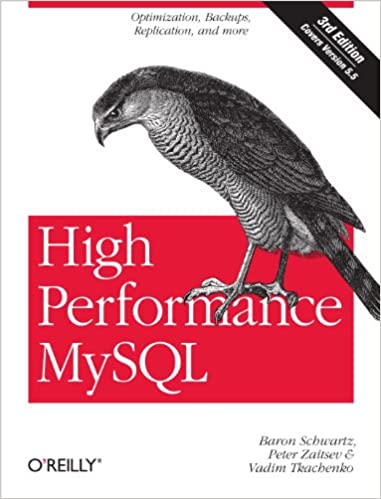 Optimization, Backups,
Replication, and more
3rd Edition
Covers Version 5.5
High
Performance
MySQL
Baron Schwartz,
Peter Zaitsev &
Vadim Tkachenko
O'REILLY®